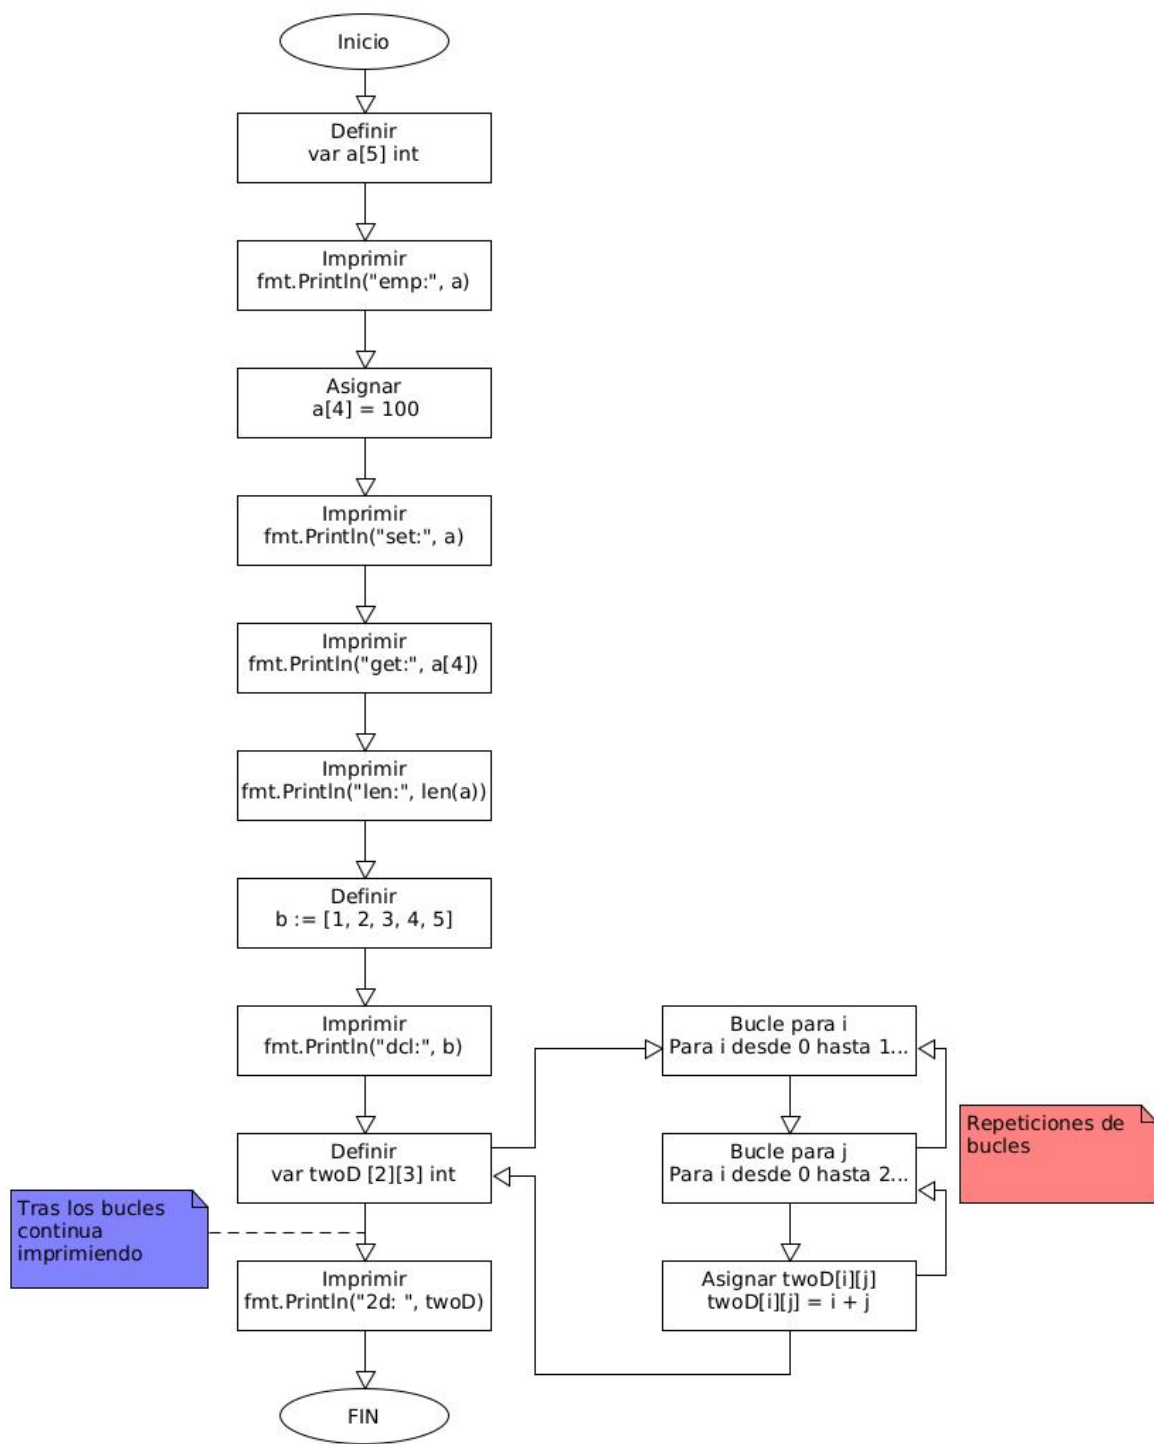 Inicio
Definir
var a[5] int
Imprimir
fmt.Println("emp:", a)
Asignar
a[4] = 100
Imprimir
fmt.Println("set:", a)
Imprimir
fmt.Println("get:", a[4])
Imprimir
fmt.Println("len:", len(a))
Definir
b := [1, 2, 3, 4, 5]
Imprimir
fmt.Println("dcl:", b)
Definir
var twoD [2][3] int
Bucle para i
Para i desde 0 hasta 1...
Bucle para j
Para i desde 0 hasta 2...
Asignar twoD[i][j]
twoD[i][j] = i + j
Repeticiones de
bucles
Tras los bucles
continua
imprimiendo
Imprimir
fmt.Println("2d: ", twoD)
FIN